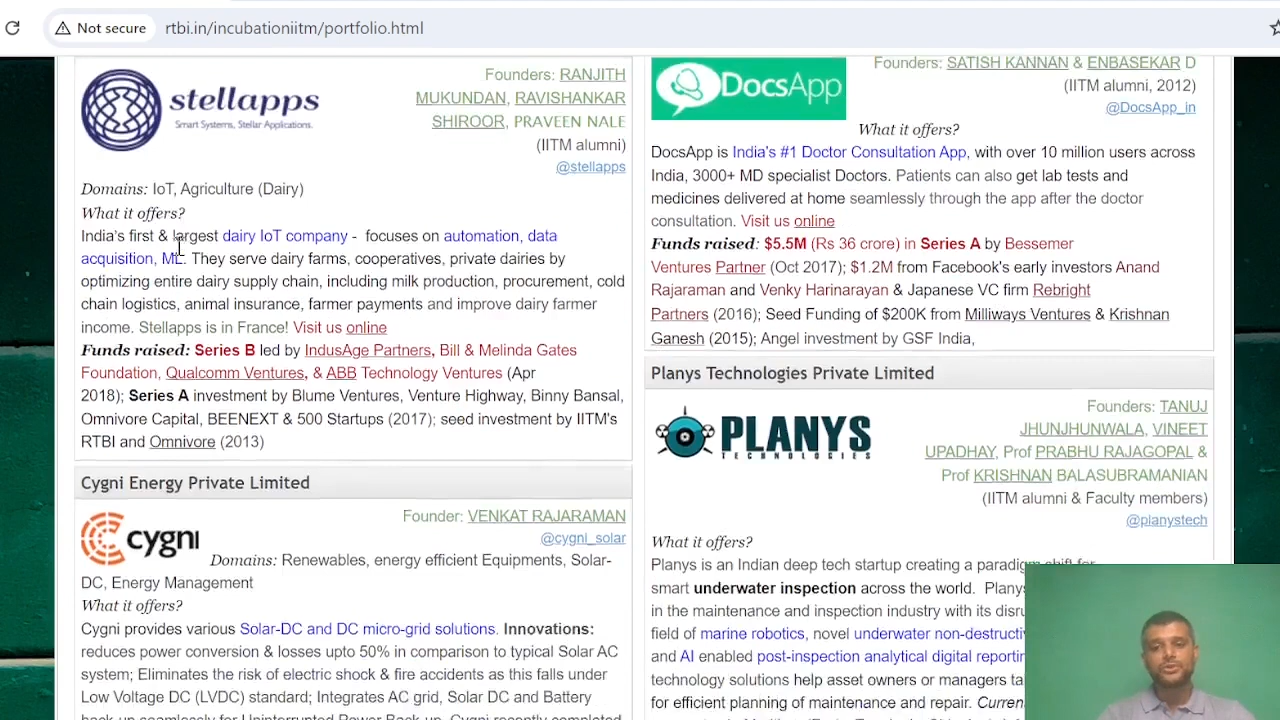 Not secure
rtbi.in/incubationiitm/portfolio.html
stellapps
Smart Systems, Stellar Applications.
Founders: RANJITH
MUKUNDAN, RAVISHANKAR
SHIROOR, PRAVEEN NALE
(IITM alumni)
@stellapps
Domains: IoT, Agriculture (Dairy)
What it offers?
India's first & largest dairy IoT company - focuses on automation, data
acquisition, ML. They serve dairy farms, cooperatives, private dairies by
optimizing entire dairy supply chain, including milk production, procurement, cold
chain logistics, animal insurance, farmer payments and improve dairy farmer
income. Stellapps is in France! Visit us online
Funds raised: Series B led by IndusAge Partners, Bill & Melinda Gates
Foundation, Qualcomm Ventures, & ABB Technology Ventures (Apr
2018); Series A investment by Blume Ventures, Venture Highway, Binny Bansal,
Omnivore Capital, BEENEXT & 500 Startups (2017); seed investment by IITM's
RTBI and Omnivore (2013)
Cygni Energy Private Limited
cygni
Founder: VENKAT RAJARAMAN
@cygni_solar
Domains: Renewables, energy efficient Equipments, Solar-
DC, Energy Management
What it offers?
Cygni provides various Solar-DC and DC micro-grid solutions. Innovations:
reduces power conversion & losses upto 50% in comparison to typical Solar AC
system; Eliminates the risk of electric shock & fire accidents as this falls under
Low Voltage DC (LVDC) standard; Integrates AC grid, Solar DC and Battery
back-up seamlessly for Uninterrupted Power Back-up. Cygni recently completed
DocsApp
Founders: SATISH KANNAN & ENBASEKAR D
(IITM alumni, 2012)
@DocsApp_in
What it offers?
DocsApp is India's #1 Doctor Consultation App, with over 10 million users across
India, 3000+ MD specialist Doctors. Patients can also get lab tests and
medicines delivered at home seamlessly through the app after the doctor
consultation. Visit us online
Funds raised: $5.5M (Rs 36 crore) in Series A by Bessemer
Ventures Partner (Oct 2017); $1.2M from Facebook's early investors Anand
Rajaraman and Venky Harinarayan & Japanese VC firm Rebright
Partners (2016); Seed Funding of $200K from Milliways Ventures & Krishnan
Ganesh (2015); Angel investment by GSF India,
Planys Technologies Private Limited
PLANYS
TECHNOLOGIES
Founders: TANUJ
JHUNJHUNWALA, VINEET
UPADHAY, Prof PRABHU RAJAGOPAL &
Prof KRISHNAN BALASUBRAMANIAN
(IITM alumni & Faculty members)
@planystech
What it offers?
Planys is an Indian deep tech startup creating a paradigm shift for
smart underwater inspection across the world. Planys
in the maintenance and inspection industry with its disru
field of marine robotics, novel underwater non-destructi
and AI enabled post-inspection analytical digital reportin
technology solutions help asset owners or managers ta
for efficient planning of maintenance and repair. Curren